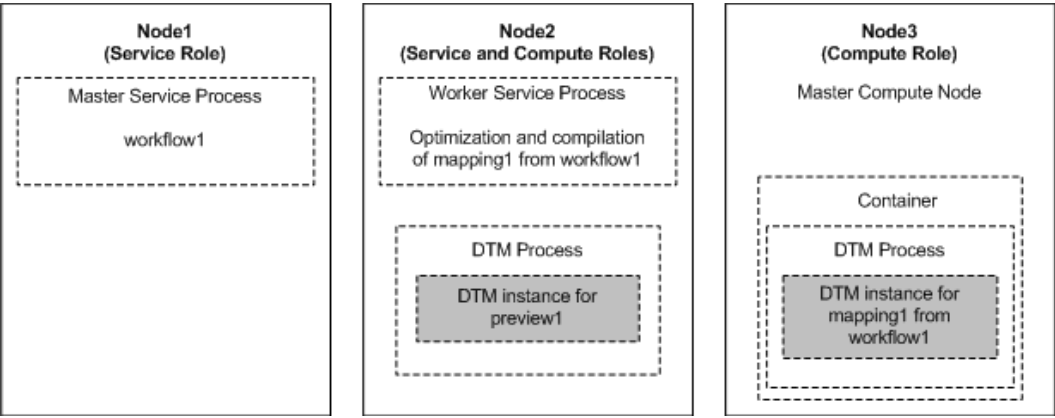 Node1
(Service Role)
Master Service Process
workflow1
Node2
(Service and Compute Roles)
Worker Service Process
Optimization and compilation
of mapping1 from workflow1
DTM Process
DTM instance for
preview1
Node3
(Compute Role)
Master Compute Node
Container
DTM Process
DTM instance for
mapping1 from
workflow1